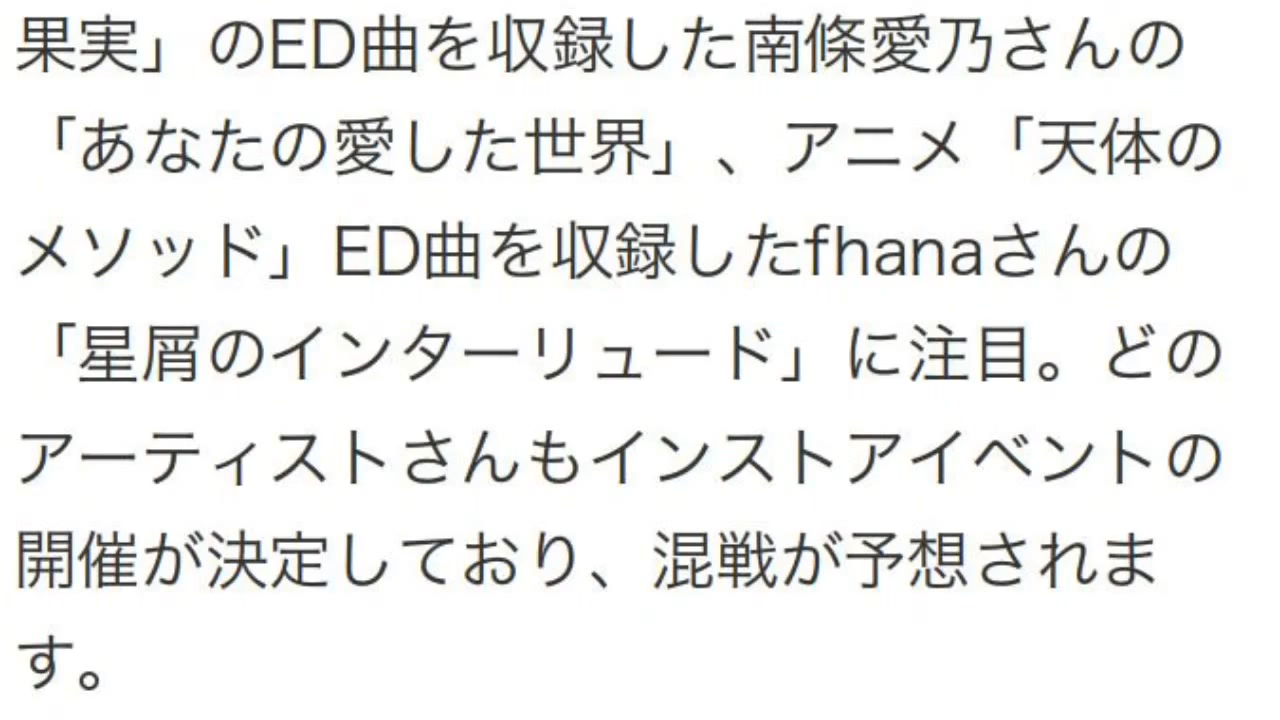 果実」のED曲を収録した南條愛乃さんの
「あなたの愛した世界」、アニメ「天体の
メソッド」ED曲を収録したfhanaさんの
「星屑のインターリュード」に注目。どの
アーティストさんもインストアイベントの
開催が決定しており、混戦が予想されま
す。